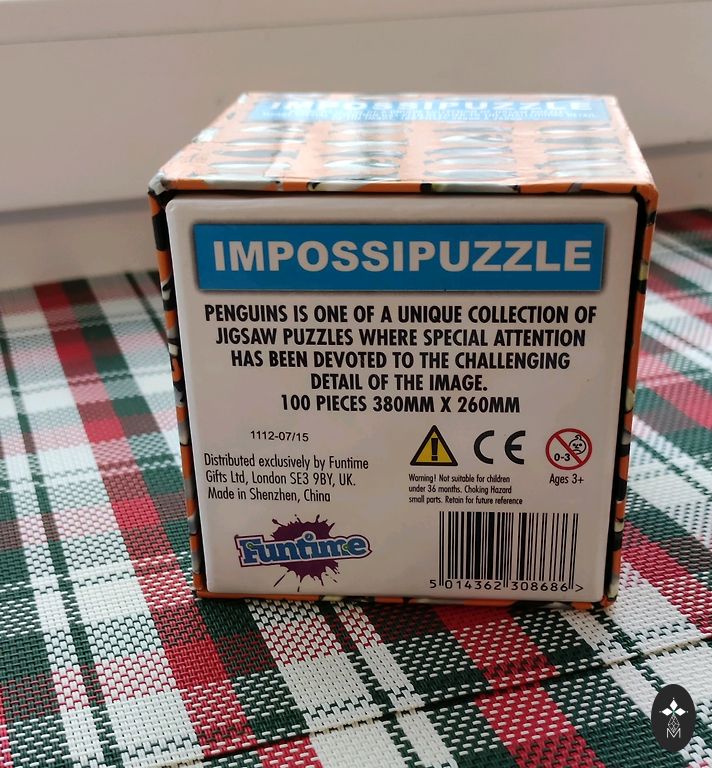 IMPOSSIPUZZLE
IMPOSSIPUZZLE
PENGUINS IS ONE OF A UNIQUE COLLECTION OF
JIGSAW PUZZLES WHERE SPECIAL ATTENTION
HAS BEEN DEVOTED TO THE CHALLENGING
DETAIL OF THE IMAGE.
100 PIECES 380MM X 260MM
1112-07/15
Distributed exclusively by Funtime
Gifts Ltd, London SE3 9BY, UK.
Made in Shenzhen, China
CE
0-3
Ages 3+
Warning! Not suitable for children
under 36 months. Choking Hazard
small parts. Retain for future reference
Funtime
5 014362 308686 >
M